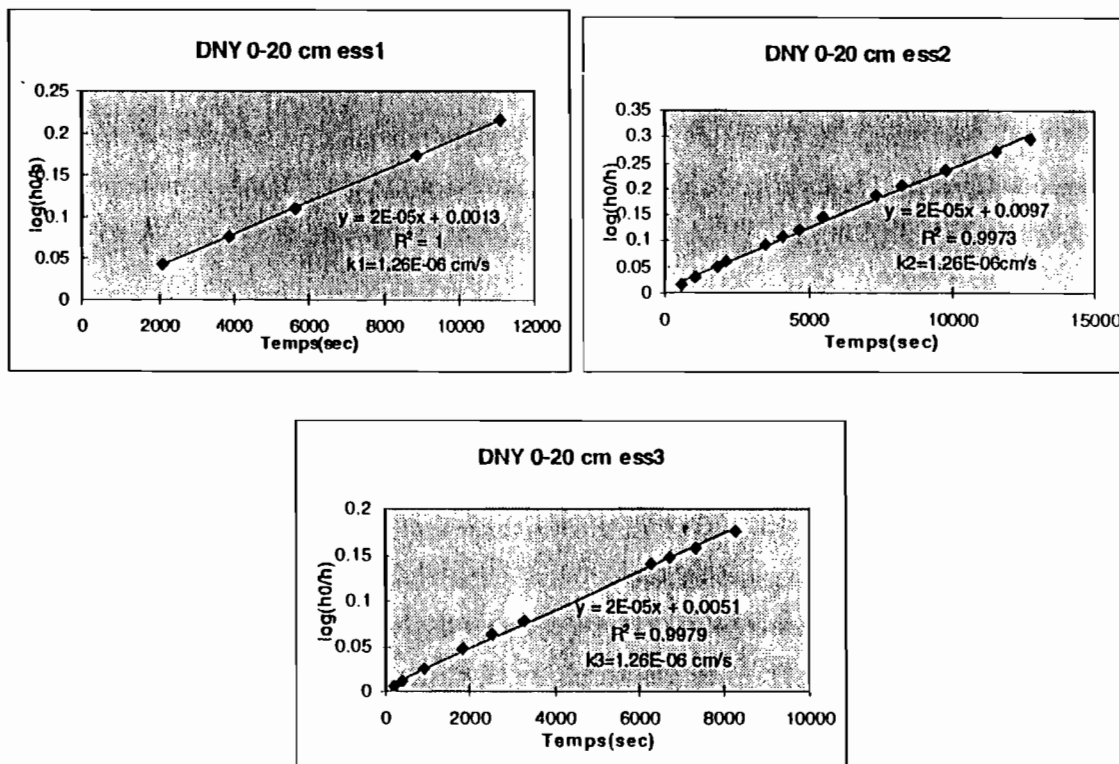 DNY 0-20 cm ess1
0.25
0.2
0.15
0.1
0.05
0
log(h0/s)
y = 2E-05x + 0.0013
R² = 1
k1=1.26E-06 cm/s
0 2000 4000 6000 8000 10000 12000
Temps(sec)
DNY 0-20 cm ess2
0.35
0.3
0.25
0.2
0.15
0.1
0.05
0
log(h0/h)
y = 2E-05x + 0.0097
R² = 0.9973
k2=1.26E-06cm/s
0 5000 10000 15000
Temps(sec)
DNY 0-20 cm ess3
0.2
0.15
0.1
0.05
0
log(h0/h)
y = 2E-05x + 0.0051
R² = 0.9979
k3=1.26E-06 cm/s
0 2000 4000 6000 8000 10000
Temps(sec)